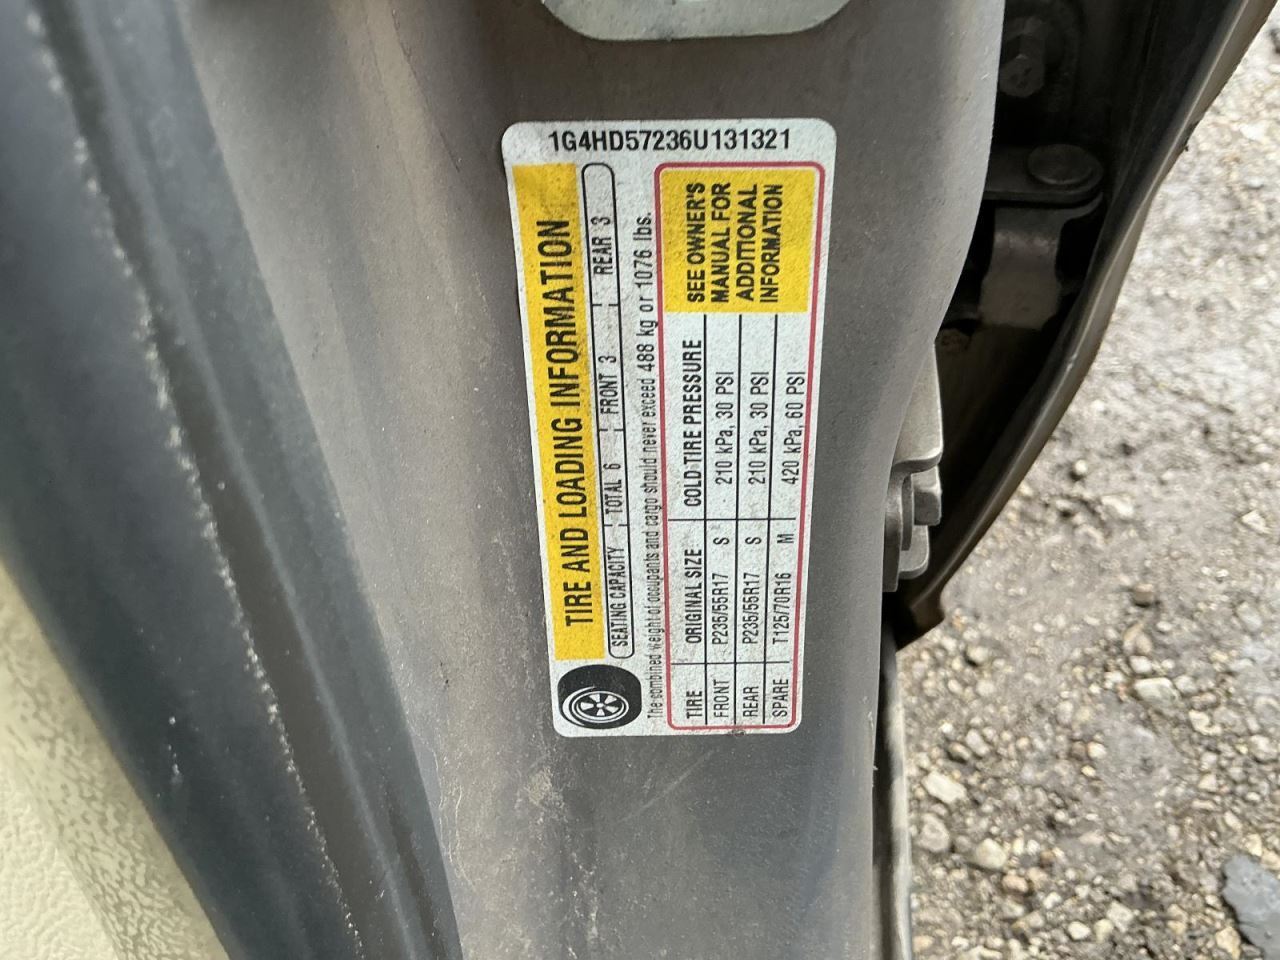 1G4HD57236U131321
TIRE AND LOADING INFORMATION
SEATING CAPACITY TOTAL 6 FRONT 3 REAR 3
The combined weight of occupants and cargo should never exceed 488 kg or 1076 lbs.
TIRE ORIGINAL SIZE COLD TIRE PRESSURE
FRONT P235/55R17 S 210 kPa, 30 PSI
REAR P235/55R17 S 210 kPa, 30 PSI
SPARE T125/70R16 M 420 kPa, 60 PSI
SEE OWNER'S
MANUAL FOR
ADDITIONAL
INFORMATION